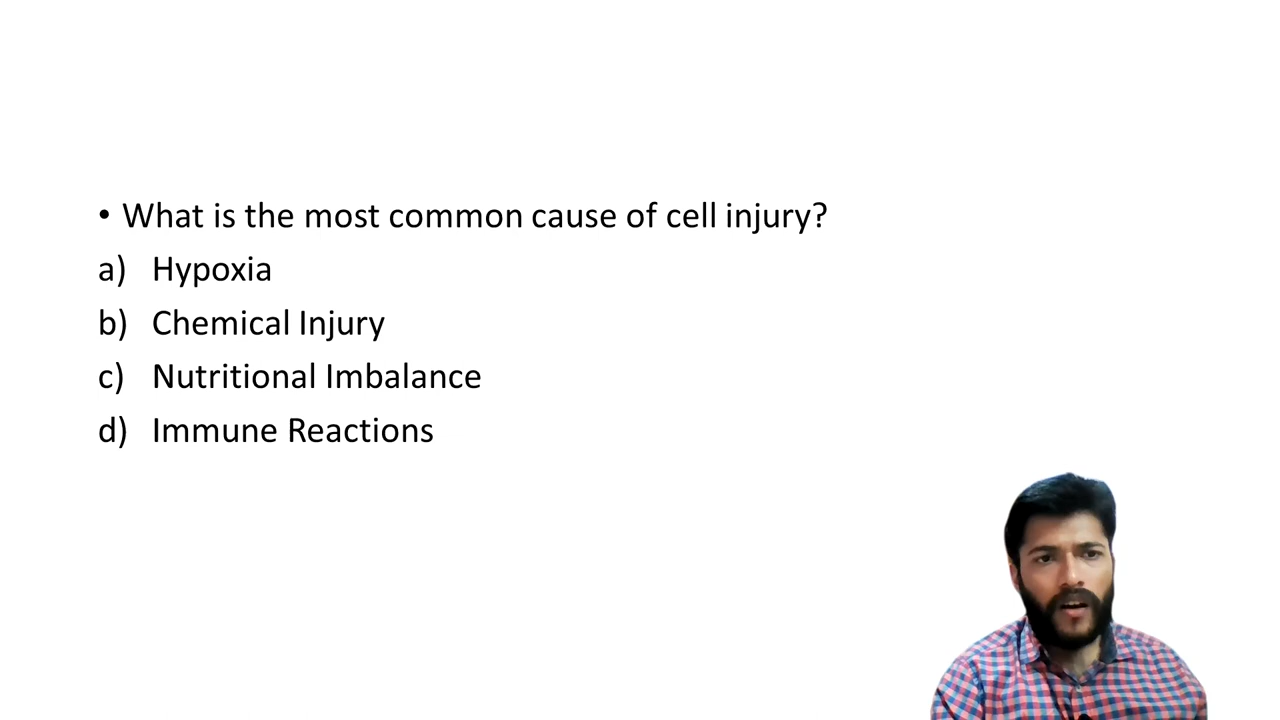 • What is the most common cause of cell injury?
a) Hypoxia
b) Chemical Injury
c) Nutritional Imbalance
d) Immune Reactions